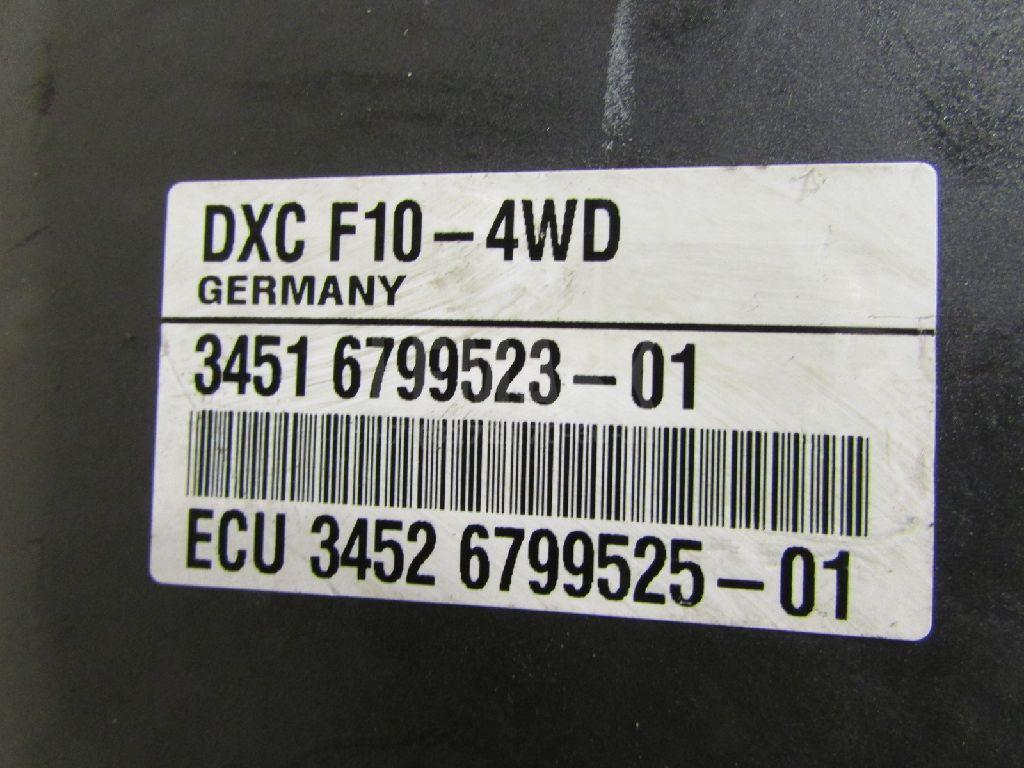 DXC F10-4WD
GERMANY
3451 6799523-01
ECU 3452 6799525-01